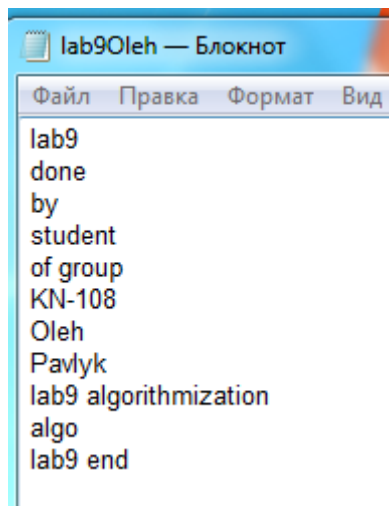 lab9Oleh — Блокнот
Файл Правка Формат Вид
lab9
done
by
student
of group
KN-108
Oleh
Pavlyk
lab9 algorithmization
algo
lab9 end